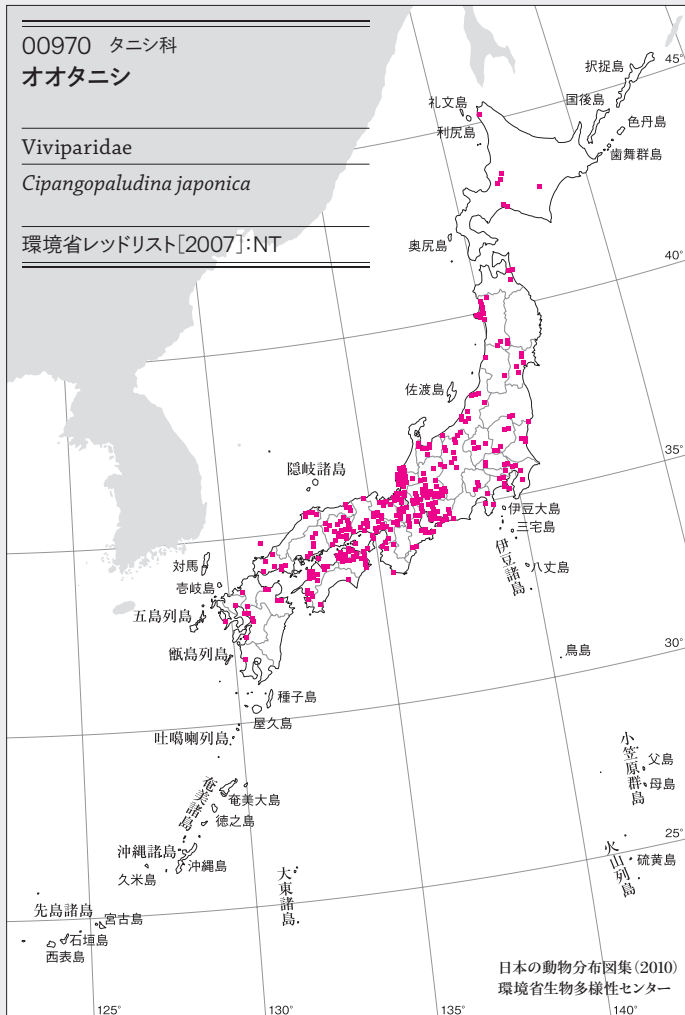 00970 タニシ科
オオタニシ
Viviparidae
Cipangopaludina japonica
環境省レッドリスト[2007]:NT
択捉島
45°
国後島
礼文島
色丹島
利尻島
歯舞群島
奥尻島
40°
佐渡島
35°
隠岐諸島
伊豆大島
三宅島
伊豆諸島
八丈島
対馬
壱岐島
五島列島
甑島列島
鳥島
30°
種子島
屋久島
吐噶喇列島
小笠原群島
父島
母島
奄美諸島
奄美大島
徳之島
沖縄諸島
沖縄島
久米島
25°
火山列島
硫黄島
大東諸島
先島諸島
宮古島
石垣島
西表島
日本の動物分布図集(2010)
環境省生物多様性センター
125°
130°
135°
140°